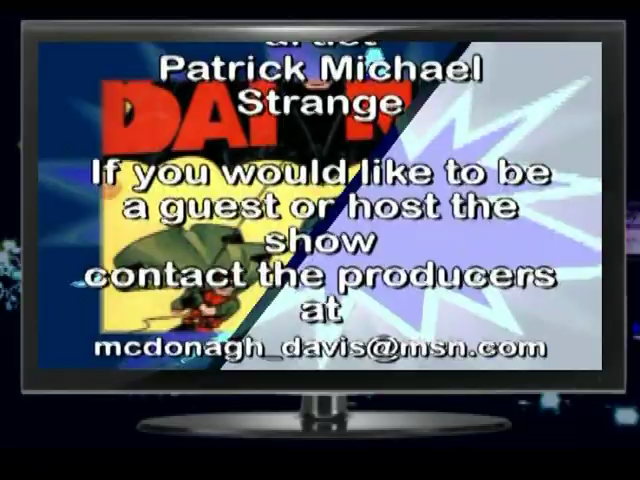 artist
Patrick Michael
Strange
If you would like to be
a guest or host the
show
contact the producers
at
mcdonagh_davis@msn.com